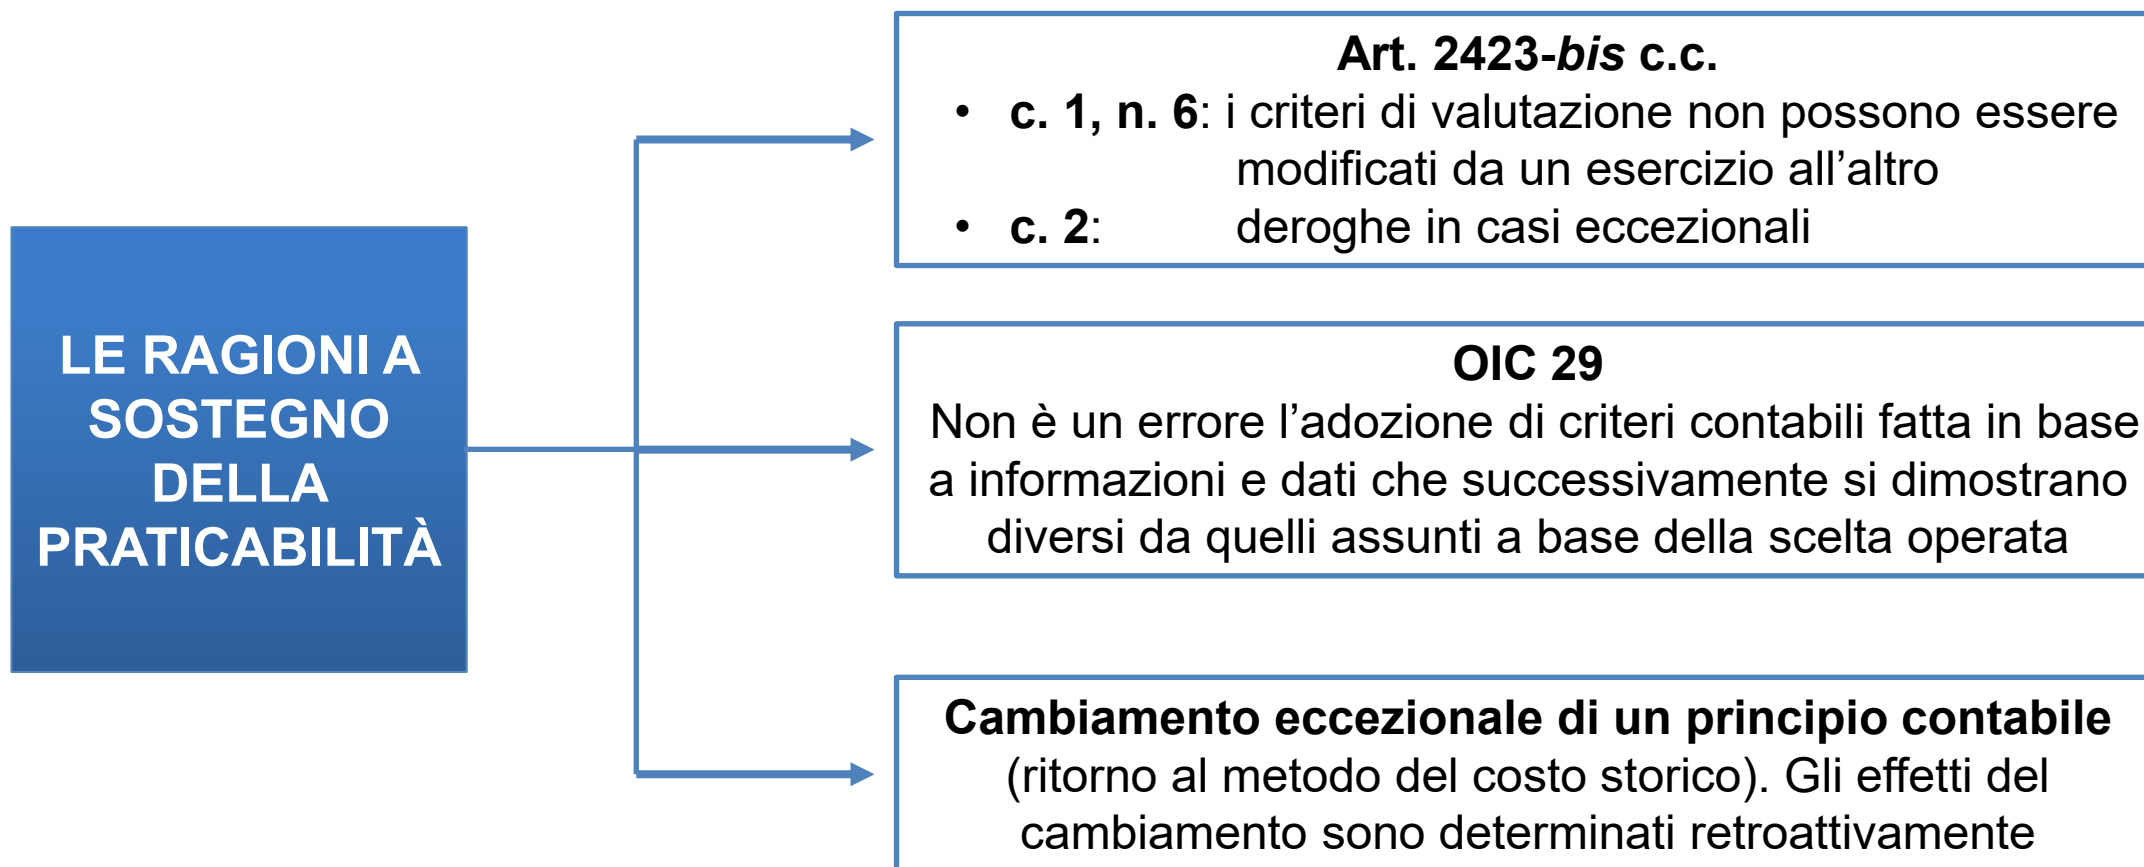 LE RAGIONI A
SOSTEGNO
DELLA
PRATICABILITÀ
Art. 2423-bis c.c.
• c. 1, n. 6: i criteri di valutazione non possono essere
modificati da un esercizio all’altro
• c. 2: deroghe in casi eccezionali
OIC 29
Non è un errore l’adozione di criteri contabili fatta in base
a informazioni e dati che successivamente si dimostrano
diversi da quelli assunti a base della scelta operata
Cambiamento eccezionale di un principio contabile
(ritorno al metodo del costo storico). Gli effetti del
cambiamento sono determinati retroattivamente